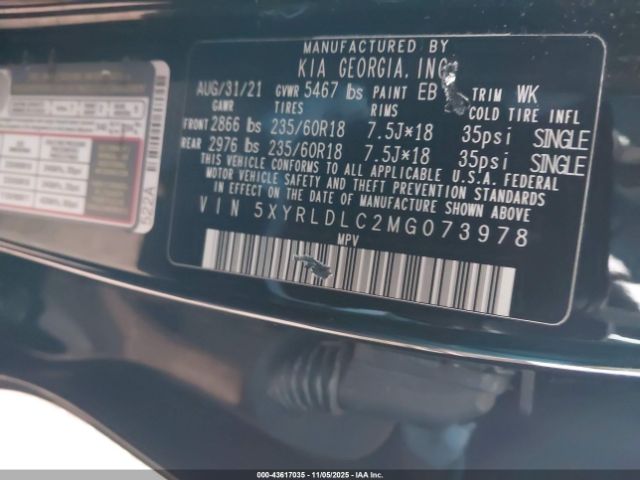 MANUFACTURED BY
KIA GEORGIA, INC
AUG/31/21 GVWR 5467 lbs PAINT EB TRIM WK
GAWR TIRES RIMS COLD TIRE INFL
FRONT 2866 lbs 235/60R18 7.5J*18 35psi SINGLE
REAR 2976 lbs 235/60R18 7.5J*18 35psi SINGLE
THIS VEHICLE CONFORMS TO ALL APPLICABLE U.S.A. FEDERAL
MOTOR VEHICLE SAFETY AND THEFT PREVENTION STANDARDS
IN EFFECT ON THE DATE OF MANUFACTURE SHOWN ABOVE.
VIN 5XYRLDLC2MG073978
MPV
622A
000-43617035 - 11/05/2025 - IAA Inc.